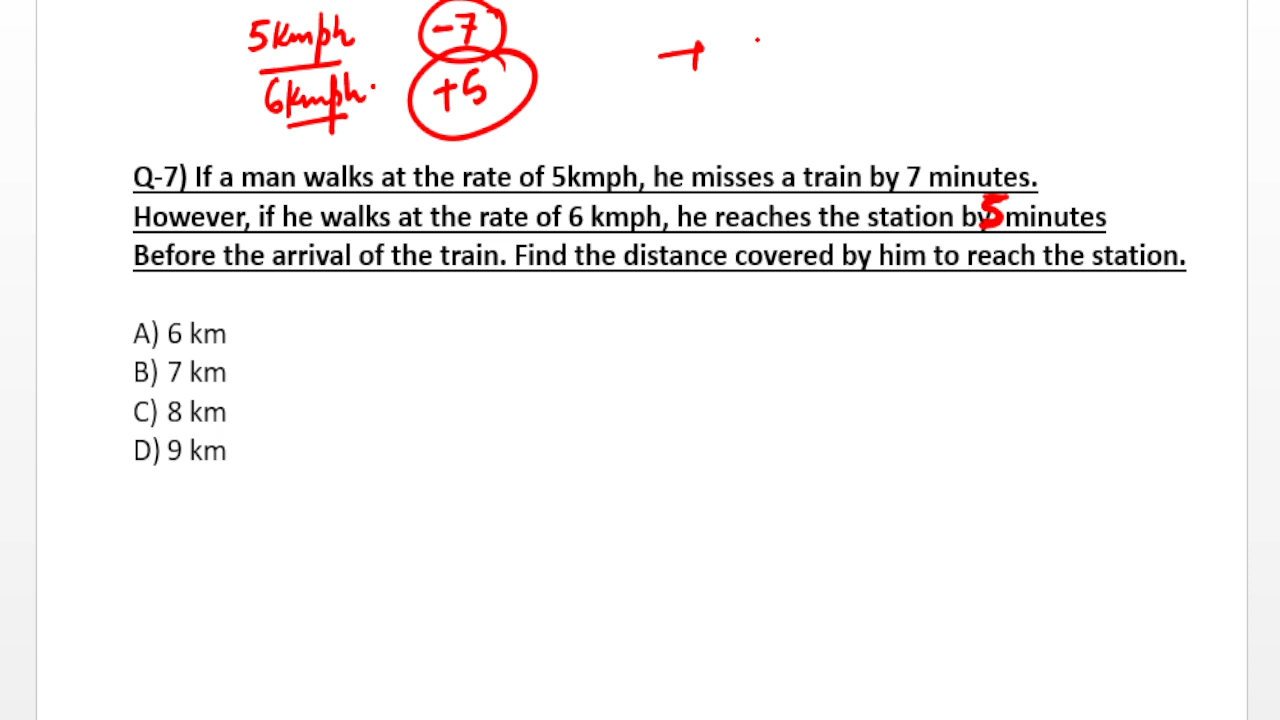 5kmph -7
6kmph. +5
Q-7) If a man walks at the rate of 5kmph, he misses a train by 7 minutes.
However, if he walks at the rate of 6 kmph, he reaches the station by 5 minutes
Before the arrival of the train. Find the distance covered by him to reach the station.
A) 6 km
B) 7 km
C) 8 km
D) 9 km